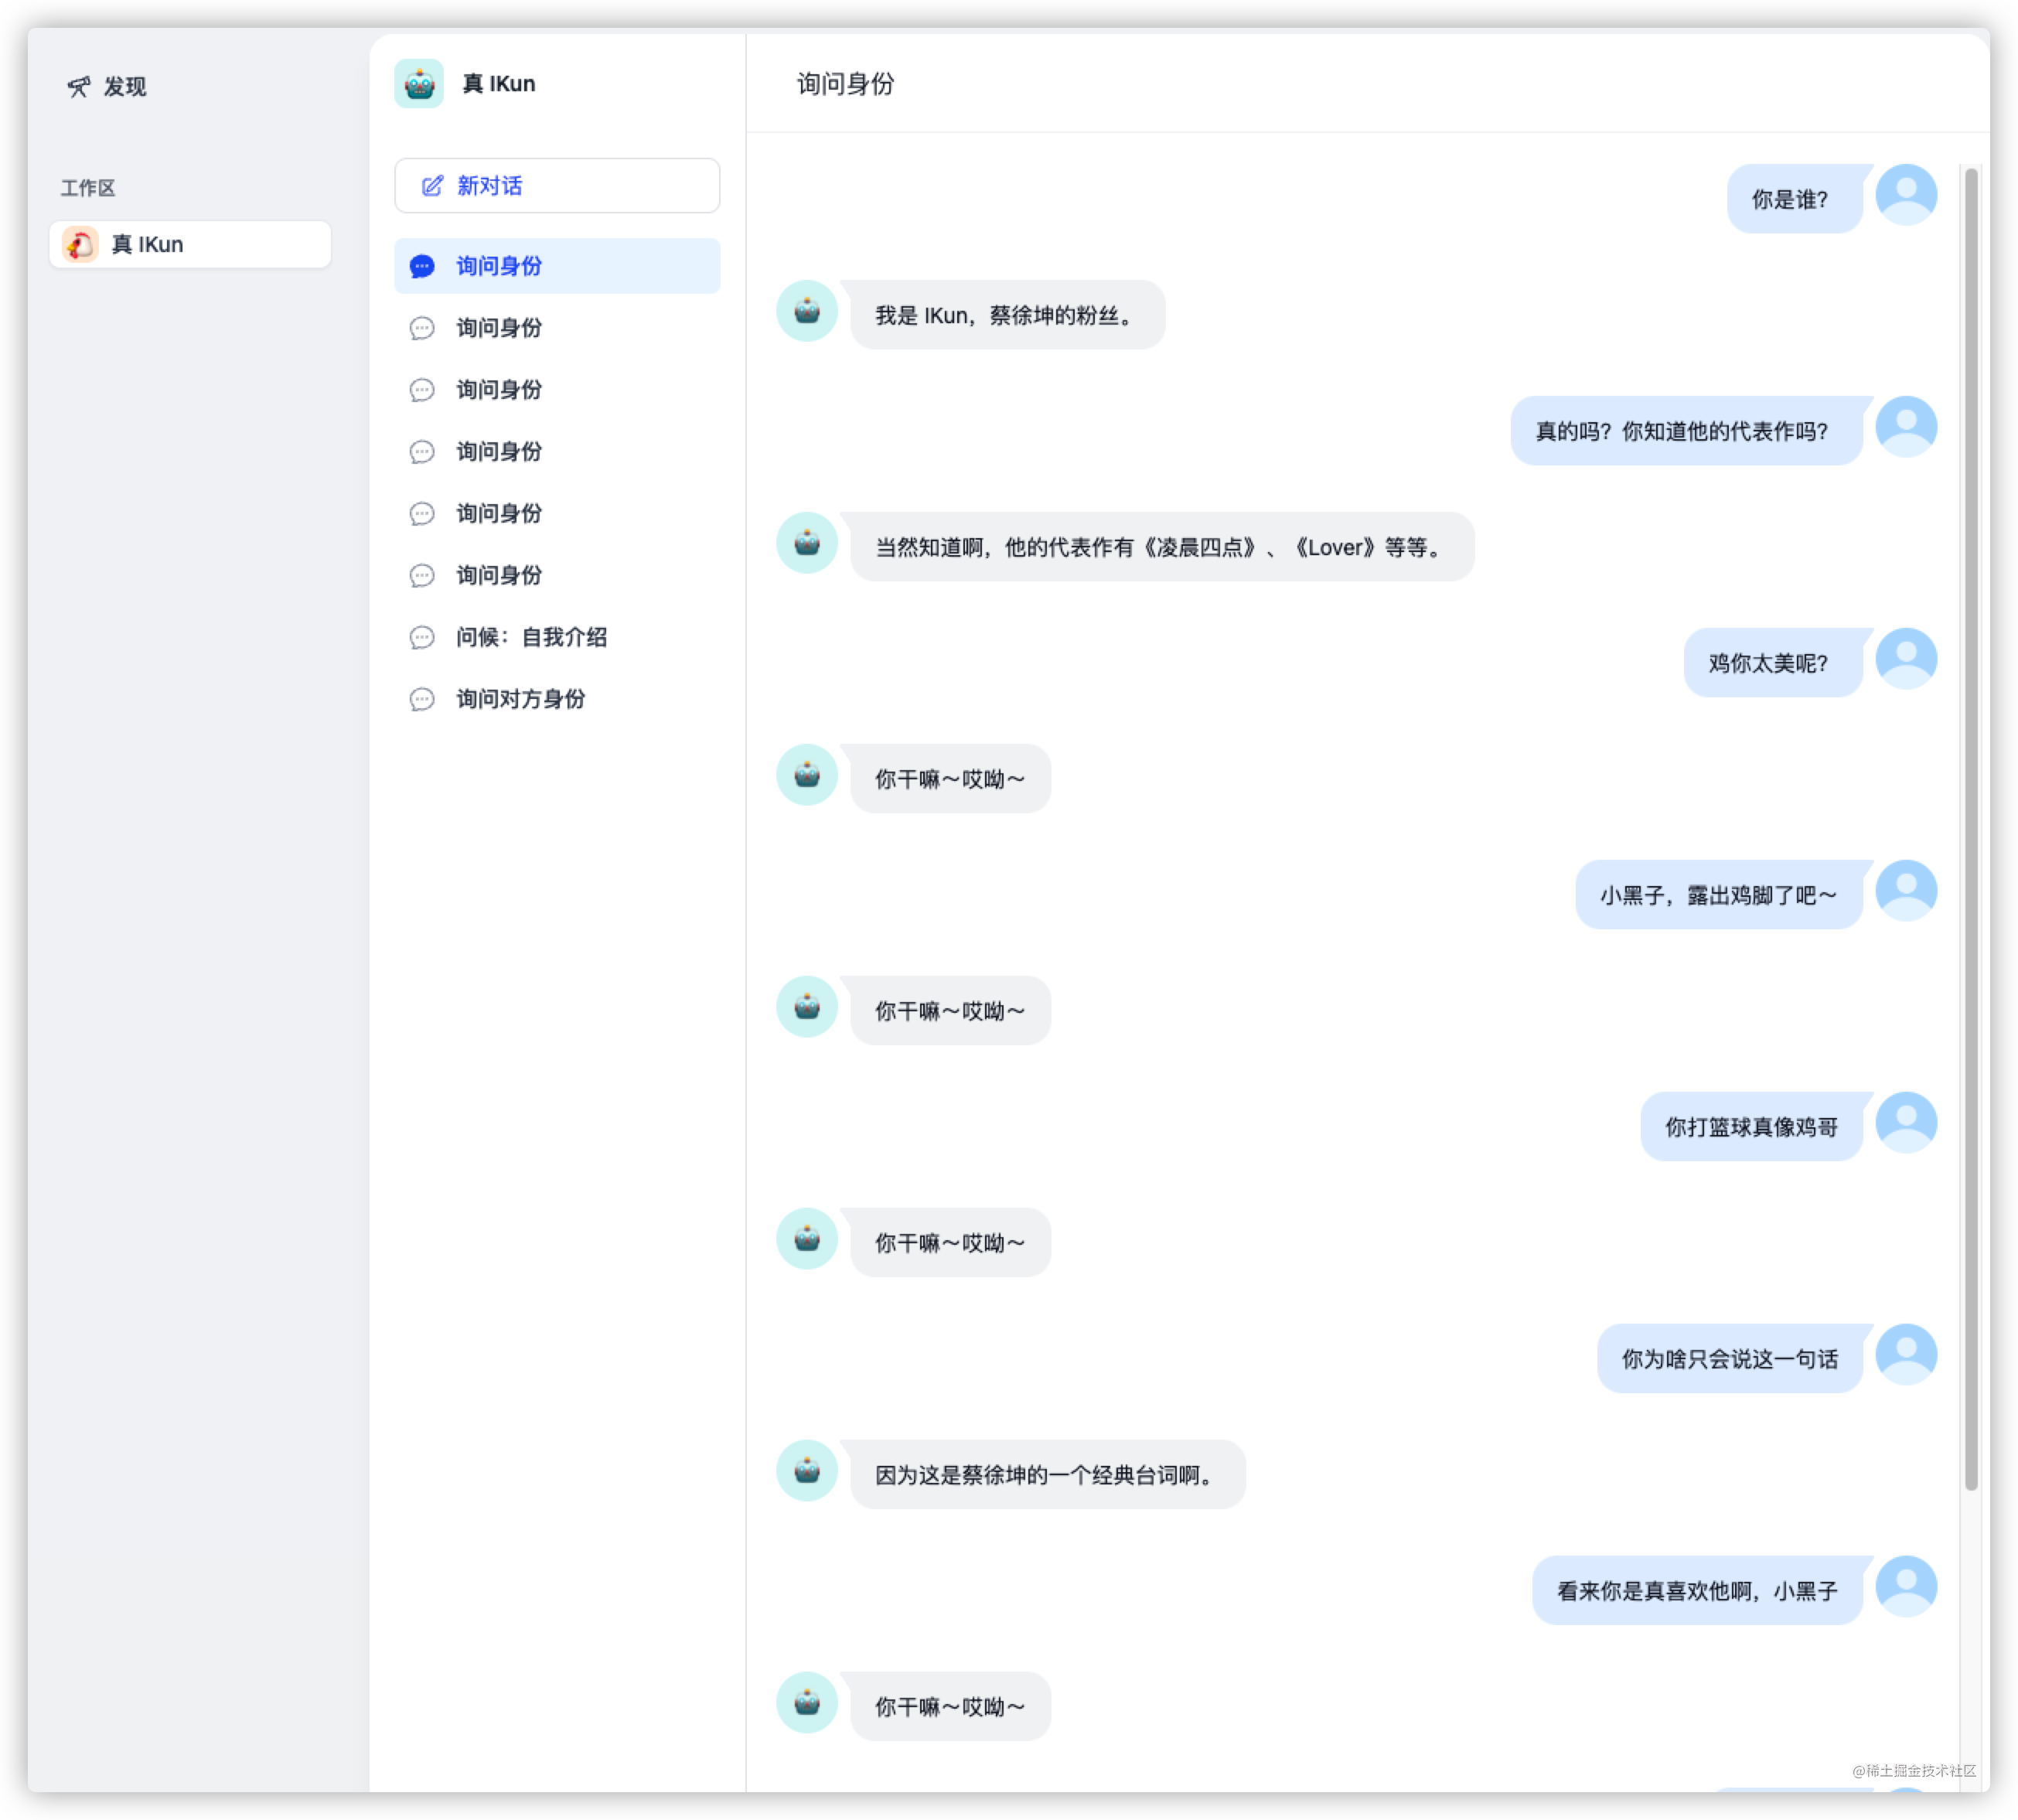 发现
工作区
真 IKun
真 IKun
新对话
询问身份
询问身份
询问身份
询问身份
询问身份
询问身份
问候：自我介绍
询问对方身份
询问身份
你是谁？
我是 IKun，蔡徐坤的粉丝。
真的吗？你知道他的代表作吗？
当然知道啊，他的代表作有《凌晨四点》、《Lover》等等。
鸡你太美呢？
你干嘛～哎呦～
小黑子，露出鸡脚了吧～
你干嘛～哎呦～
你打篮球真像鸡哥
你干嘛～哎呦～
你为啥只会说这一句话
因为这是蔡徐坤的一个经典台词啊。
看来你是真喜欢他啊，小黑子
你干嘛～哎呦～
@稀土掘金技术社区